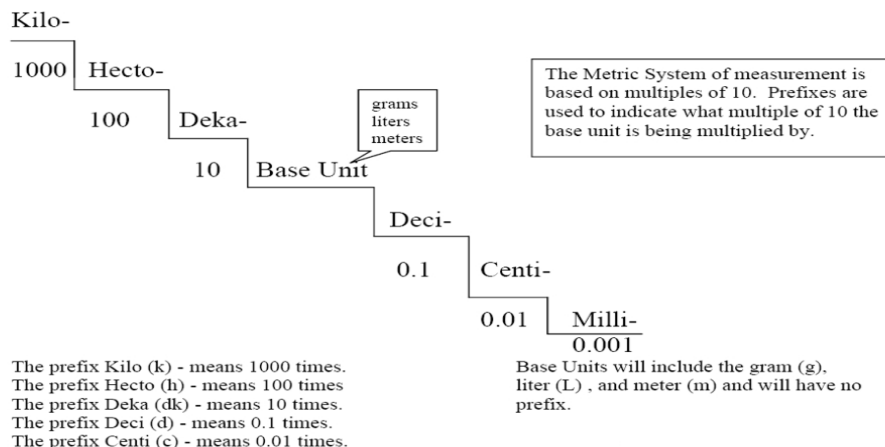 Kilo-
1000
Hecto-
100
Deka-
10
Base Unit
grams
liters
meters
Deci-
0.1
Centi-
0.01
Milli-
0.001
The Metric System of measurement is
based on multiples of 10.  Prefixes are
used to indicate what multiple of 10 the
base unit is being multiplied by.
The prefix Kilo (k) - means 1000 times.
The prefix Hecto (h) - means 100 times
The prefix Deka (dk) - means 10 times.
The prefix Deci (d) - means 0.1 times.
The prefix Centi (c) - means 0.01 times.
Base Units will include the gram (g),
liter (L) , and meter (m) and will have no
prefix.